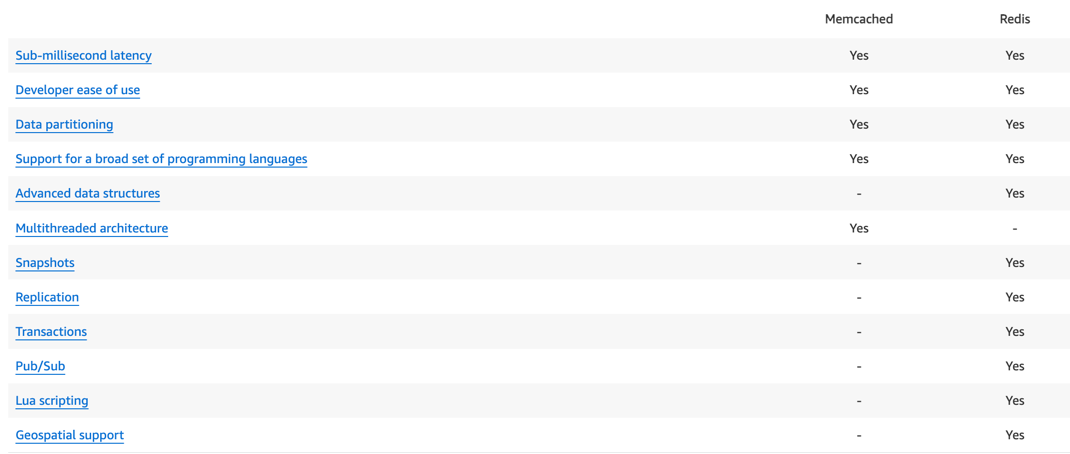 Memcached Redis
Sub-millisecond latency Yes Yes
Developer ease of use Yes Yes
Data partitioning Yes Yes
Support for a broad set of programming languages Yes Yes
Advanced data structures - Yes
Multithreaded architecture Yes -
Snapshots - Yes
Replication - Yes
Transactions - Yes
Pub/Sub - Yes
Lua scripting - Yes
Geospatial support - Yes